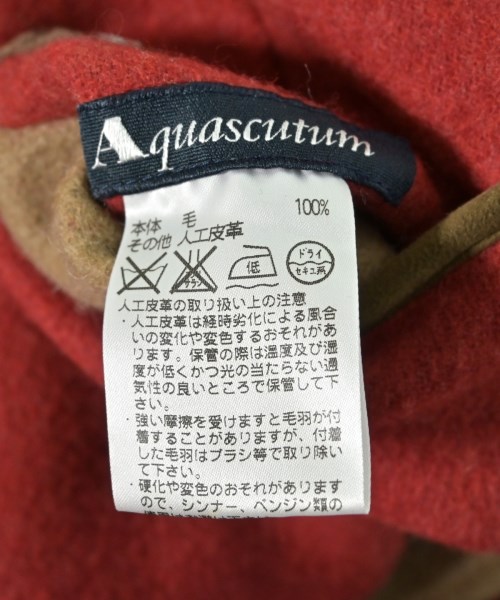 Aquascutum
本体 毛 100%
その他 人工皮革
エンソサラシ
低
ドライ
セキユ系
人工皮革の取り扱い上の注意
・人工皮革は経時劣化による風合
いの変化や変色するおそれがあ
ります。保管の際は温度及び湿
度が低くかつ光の当たらない通
気性の良いところで保管して下
さい。
・強い摩擦を受けますと毛羽が付
着することがありますが、付着
した毛羽はブラシ等で取り除い
て下さい。
・硬化や変色のおそれがあります
ので、シンナー、ベンジン類の